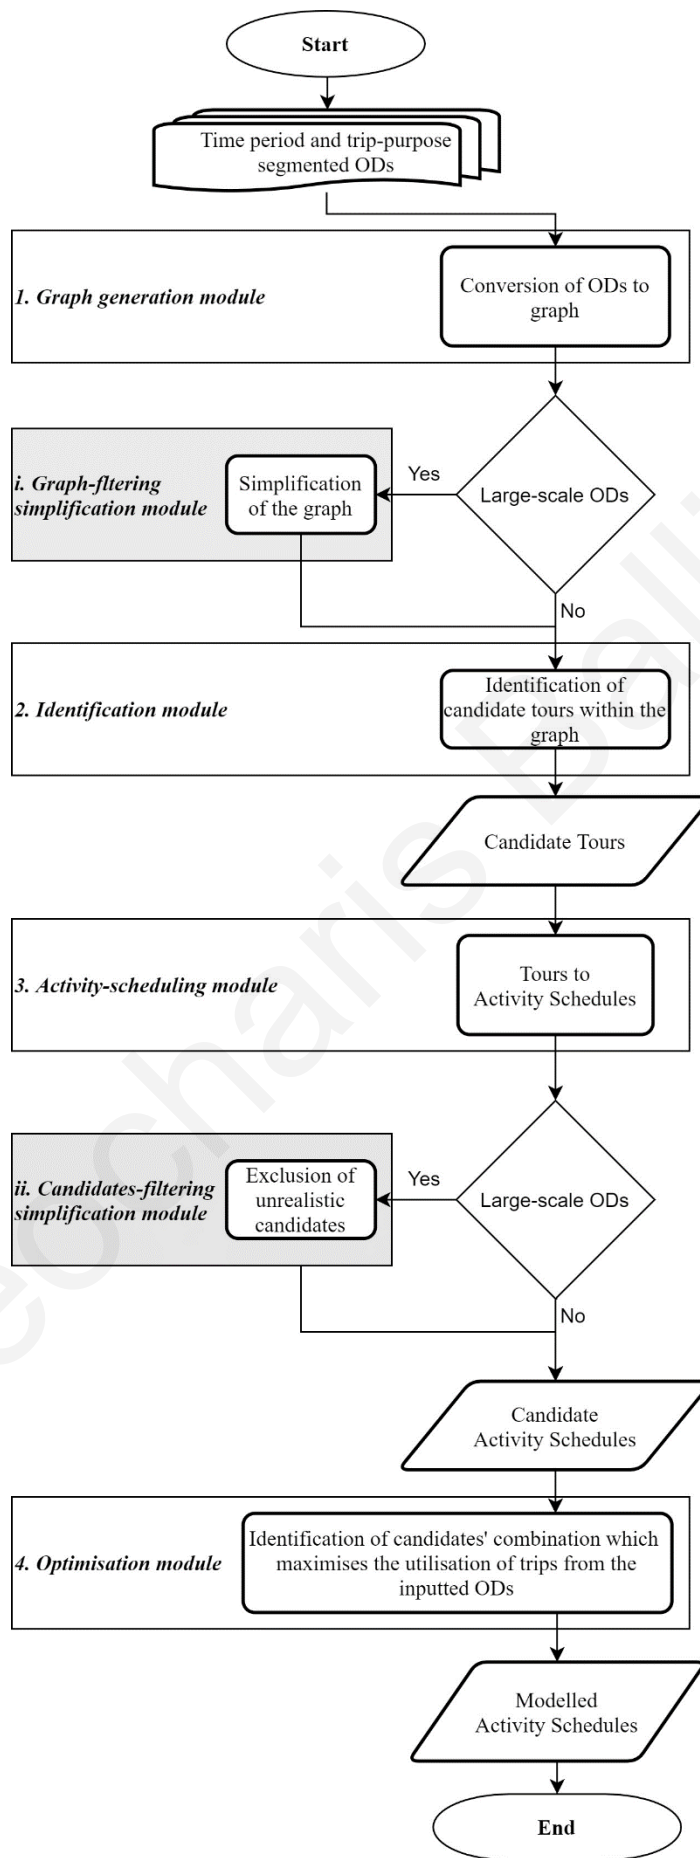 Start
Time period and trip-purpose
segmented ODs
1. Graph generation module
Conversion of ODs to
graph
Large-scale ODs
Yes
i. Graph-fltering
simplification module
Simplification
of the graph
No
2. Identification module
Identification of
candidate tours within the
graph
Candidate Tours
3. Activity-scheduling module
Tours to
Activity Schedules
Large-scale ODs
Yes
ii. Candidates-filtering
simplification module
Exclusion of
unrealistic
candidates
No
Candidate
Activity Schedules
4. Optimisation module
Identification of candidates' combination which
maximises the utilisation of trips from the
inputted ODs
Modelled
Activity Schedules
End